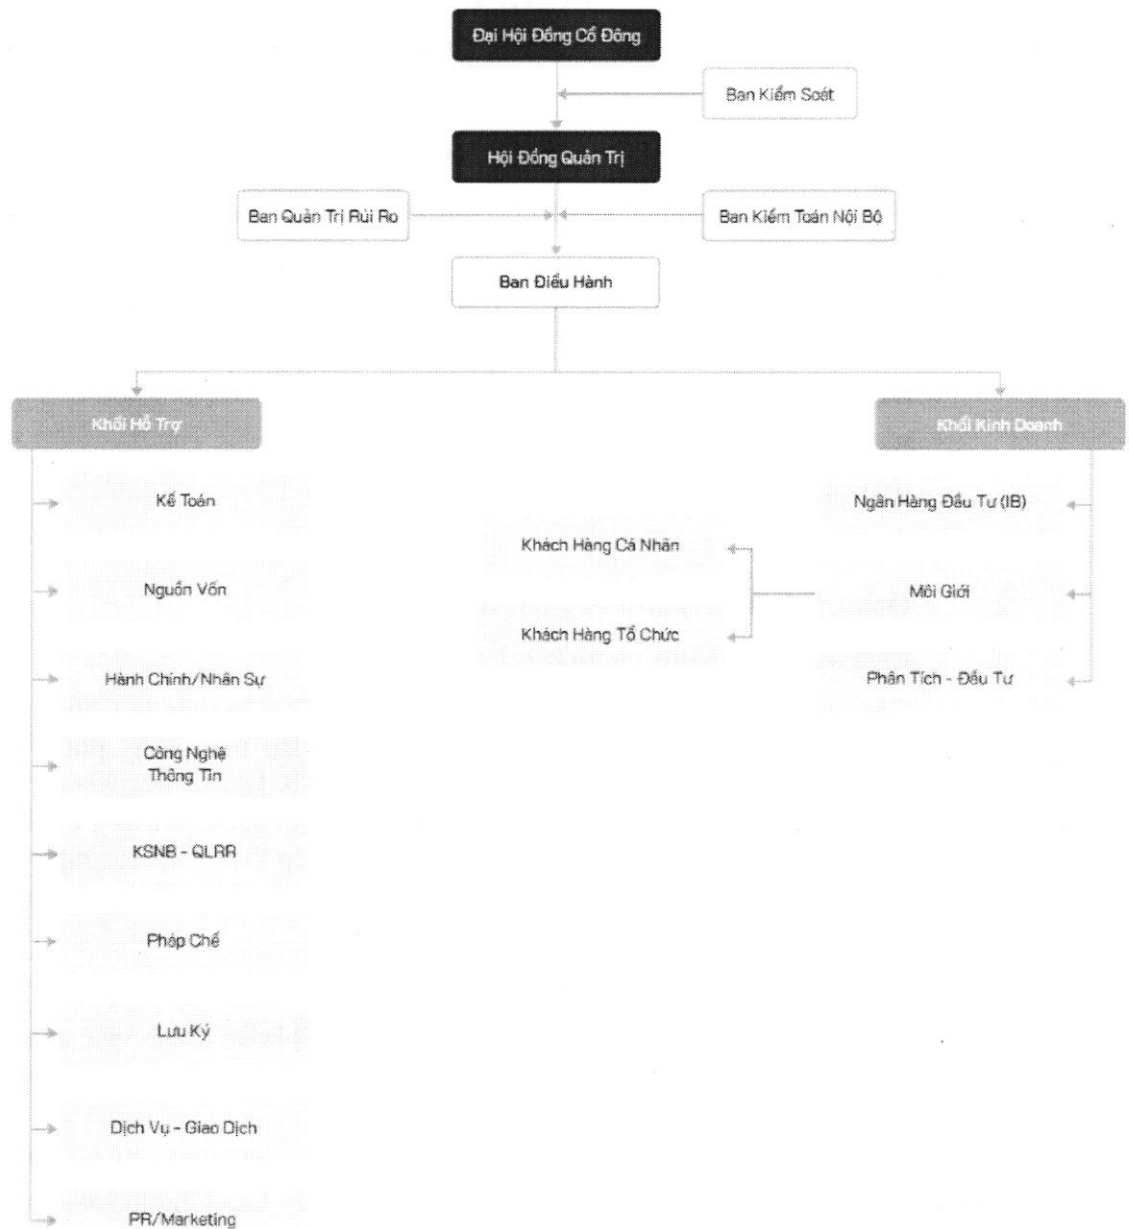 Đại Hội Đồng Cổ Đông
Ban Kiểm Soát
Hội Đồng Quản Trị
Ban Quản Trị Rủi Ro
Ban Kiểm Toán Nội Bộ
Ban Điều Hành
Khối Hỗ Trợ
Khối Kinh Doanh
Kế Toán
Nguồn Vốn
Hành Chính/Nhân Sự
Công Nghệ
Thông Tin
KSNB - QLRR
Pháp Chế
Lưu Ký
Dịch Vụ - Giao Dịch
PR/Marketing
Ngân Hàng Đầu Tư (IB)
Môi Giới
Khách Hàng Cá Nhân
Khách Hàng Tổ Chức
Phân Tích - Đầu Tư